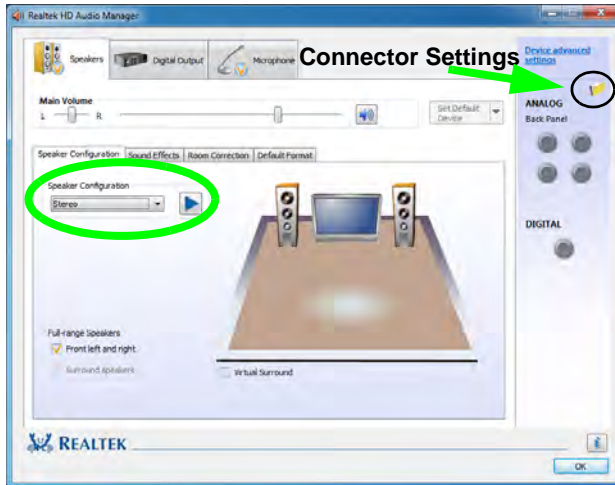 Realtek HD Audio Manager
Speakers
Digital Output
Microphone
Connector Settings
Device advanced settings
Main Volume
L
R
Set Default Device
ANALOG
Back Panel
Speaker Configuration
Sound Effects
Room Correction
Default Format
Speaker Configuration
Stereo
DIGITAL
Full-range Speakers
Front left and right
Surround speakers
Virtual Surround
REALTEK
i
OK